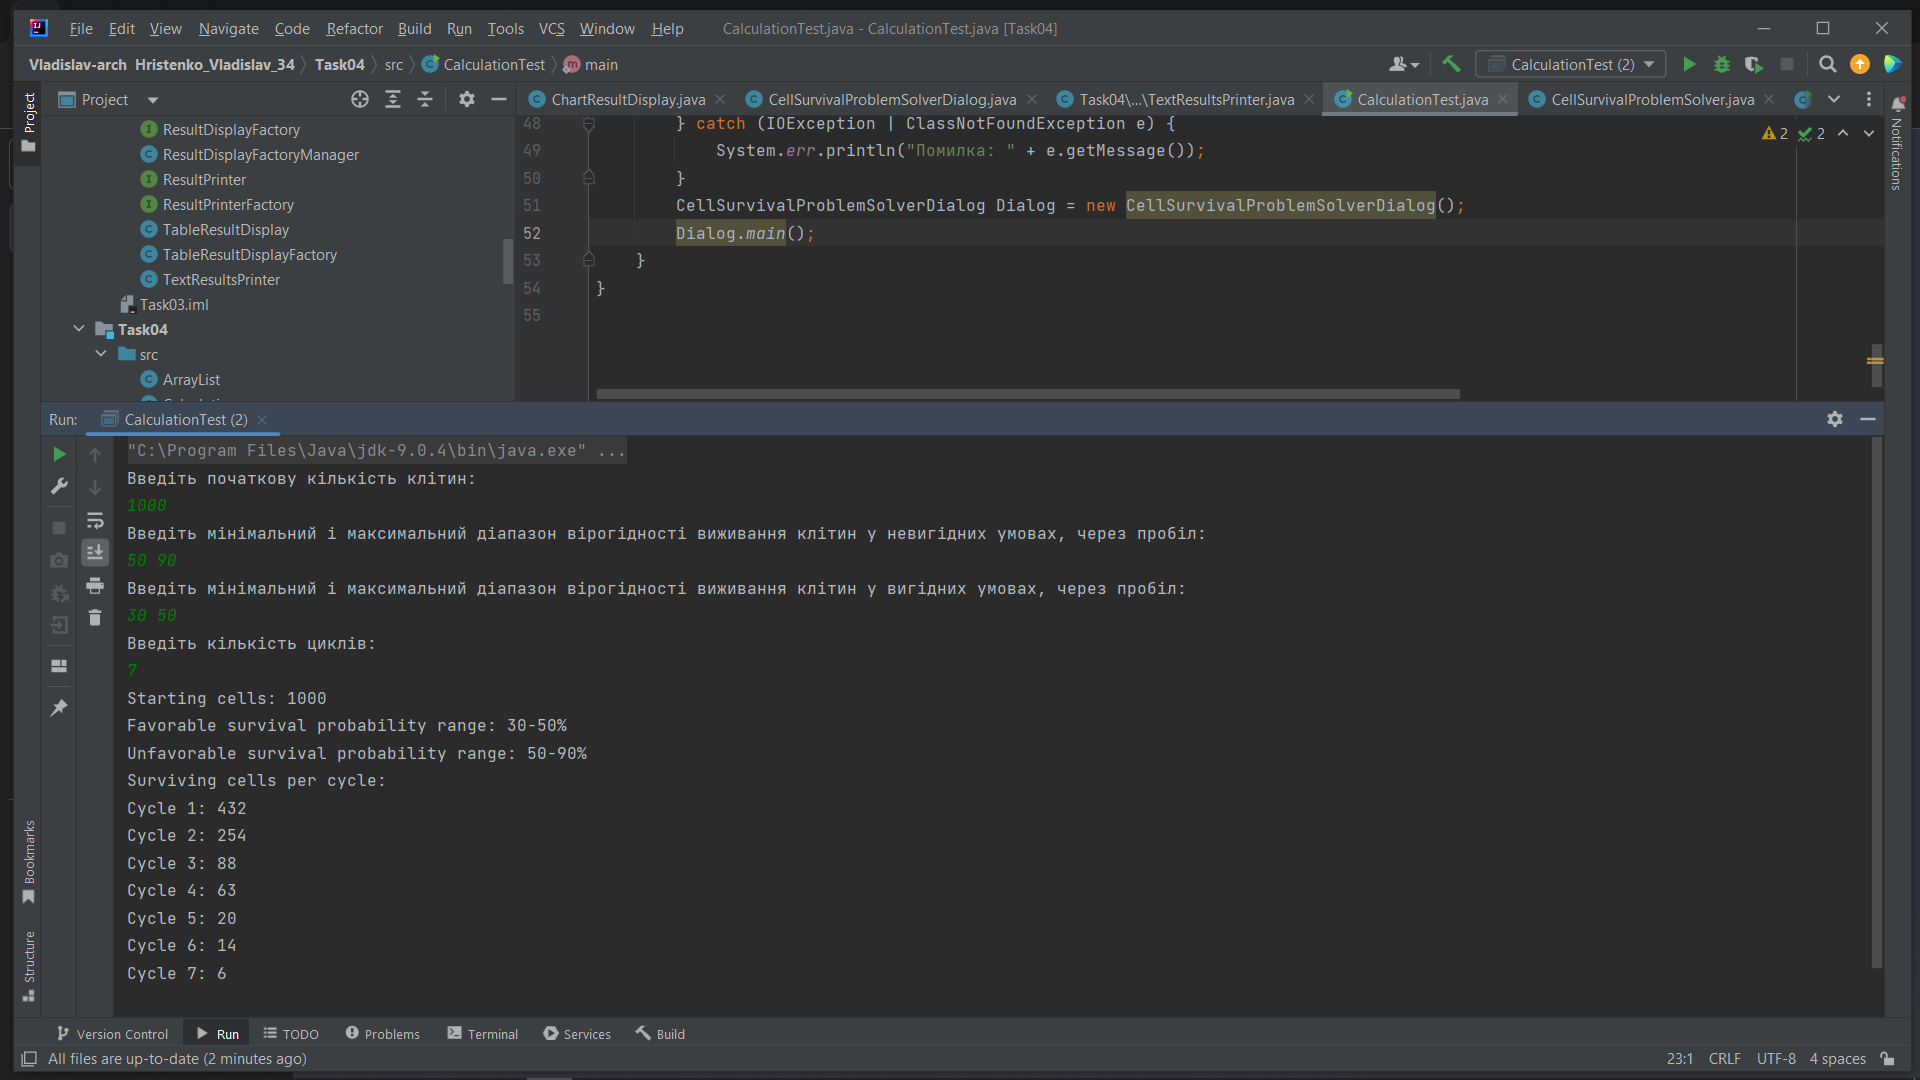 File Edit View Navigate Code Refactor Build Run Tools VCS Window Help CalculationTest.java - CalculationTest.java [Task04]
Vladislav-arch Hristenko_Vladislav_34 Task04 src CalculationTest main CalculationTest (2)
Project
Project
ChartResultDisplay.java CellSurvivalProblemSolverDialog.java Task04\...\TextResultsPrinter.java CalculationTest.java CellSurvivalProblemSolver.java
Notifications
ResultDisplayFactory
ResultDisplayFactoryManager
ResultPrinter
ResultPrinterFactory
TableResultDisplay
TableResultDisplayFactory
TextResultsPrinter
Task03.iml
Task04
src
ArrayList
2 2
48 } catch (IOException | ClassNotFoundException e) {
49 System.err.println("Помилка: " + e.getMessage());
50 }
51 CellSurvivalProblemSolverDialog Dialog = new CellSurvivalProblemSolverDialog();
52 Dialog.main();
53 }
54 }
55
Run: CalculationTest (2)
"C:\Program Files\Java\jdk-9.0.4\bin\java.exe" ...
Введіть початкову кількість клітин:
1000
Введіть мінімальний і максимальний діапазон вірогідності виживання клітин у невигідних умовах, через пробіл:
50 90
Введіть мінімальний і максимальний діапазон вірогідності виживання клітин у вигідних умовах, через пробіл:
30 50
Введіть кількість циклів:
7
Starting cells: 1000
Favorable survival probability range: 30-50%
Unfavorable survival probability range: 50-90%
Surviving cells per cycle:
Cycle 1: 432
Cycle 2: 254
Cycle 3: 88
Cycle 4: 63
Cycle 5: 20
Cycle 6: 14
Cycle 7: 6
Bookmarks
Structure
Version Control Run TODO Problems Terminal Services Build
All files are up-to-date (2 minutes ago) 23:1 CRLF UTF-8 4 spaces